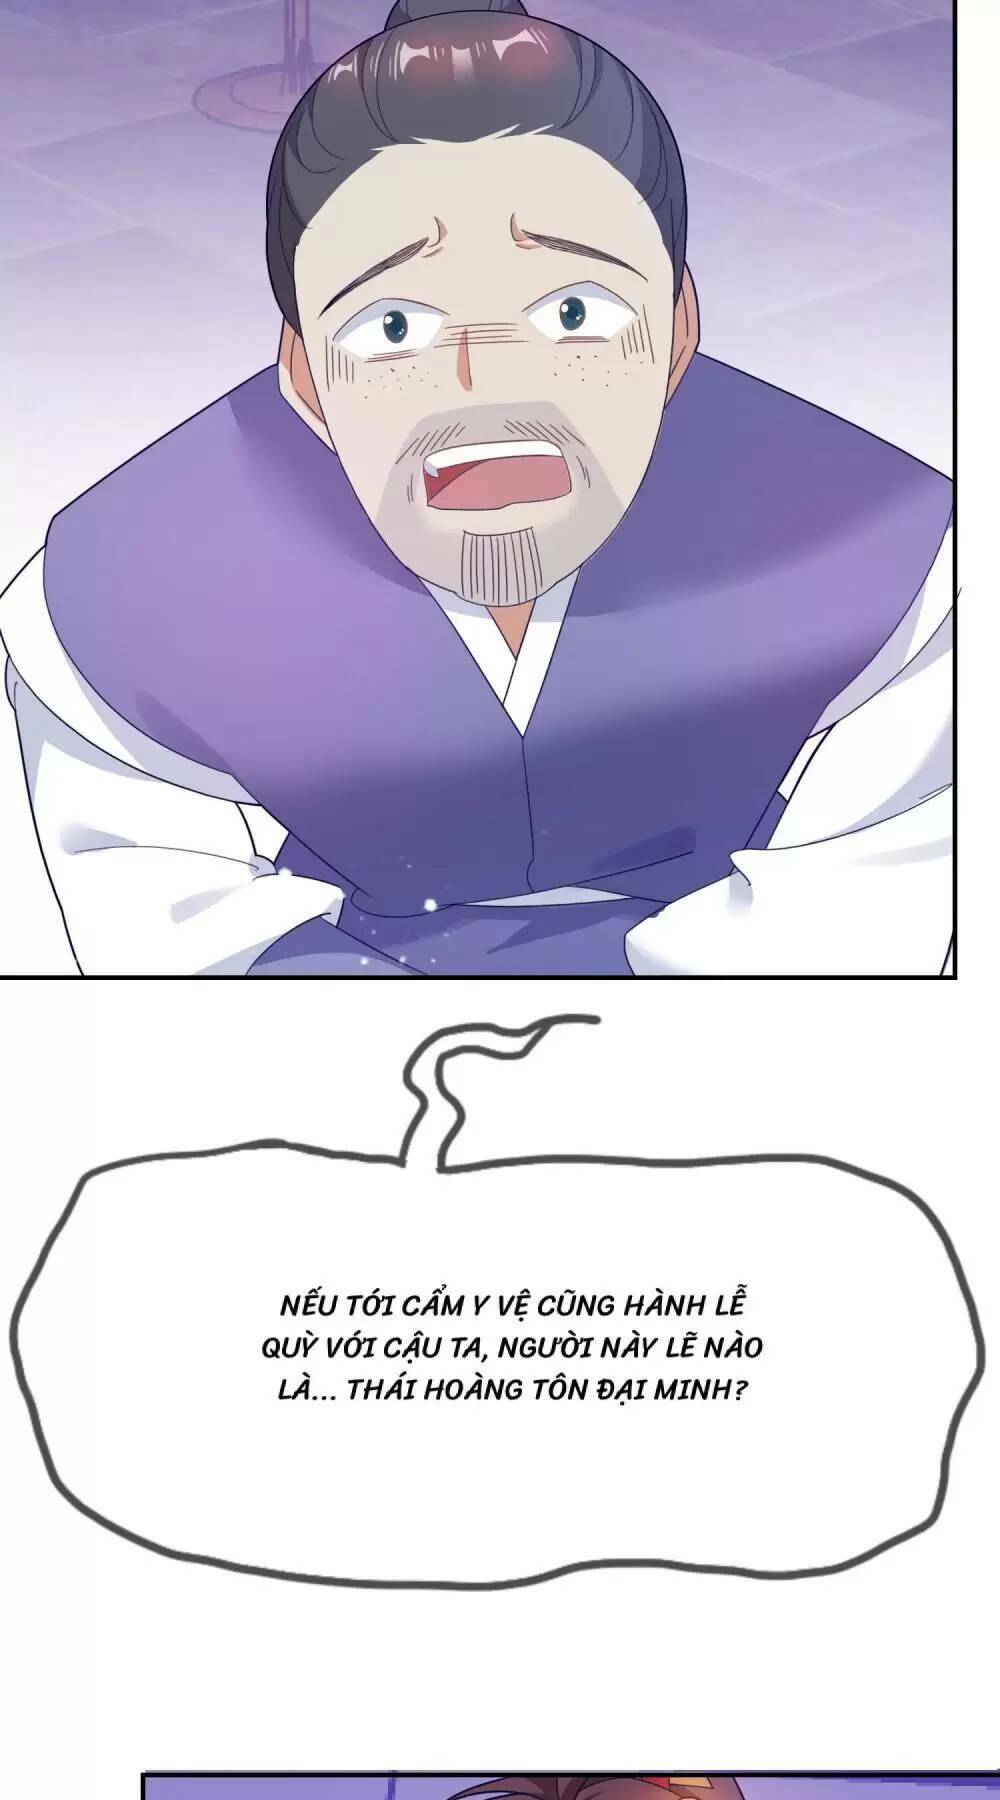 NẾU TỚI CẨM Y VỆ CŨNG HÀNH LỄ
QUỲ VỚI CẬU TA, NGƯỜI NÀY LẼ NÀO
LÀ... THÁI HOÀNG TÔN ĐẠI MINH?